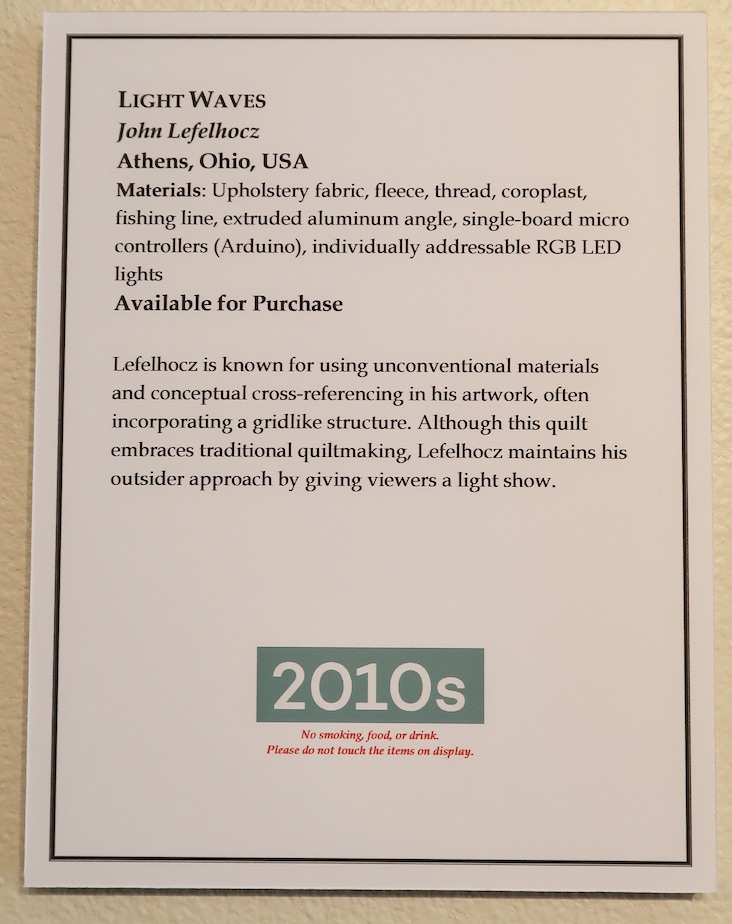 LIGHT WAVES
John Lefelhocz
Athens, Ohio, USA
Materials: Upholstery fabric, fleece, thread, coroplast,
fishing line, extruded aluminum angle, single-board micro
controllers (Arduino), individually addressable RGB LED
lights
Available for Purchase
Lefelhocz is known for using unconventional materials
and conceptual cross-referencing in his artwork, often
incorporating a gridlike structure. Although this quilt
embraces traditional quiltmaking, Lefelhocz maintains his
outsider approach by giving viewers a light show.
2010s
No smoking, food, or drink.
Please do not touch the items on display.